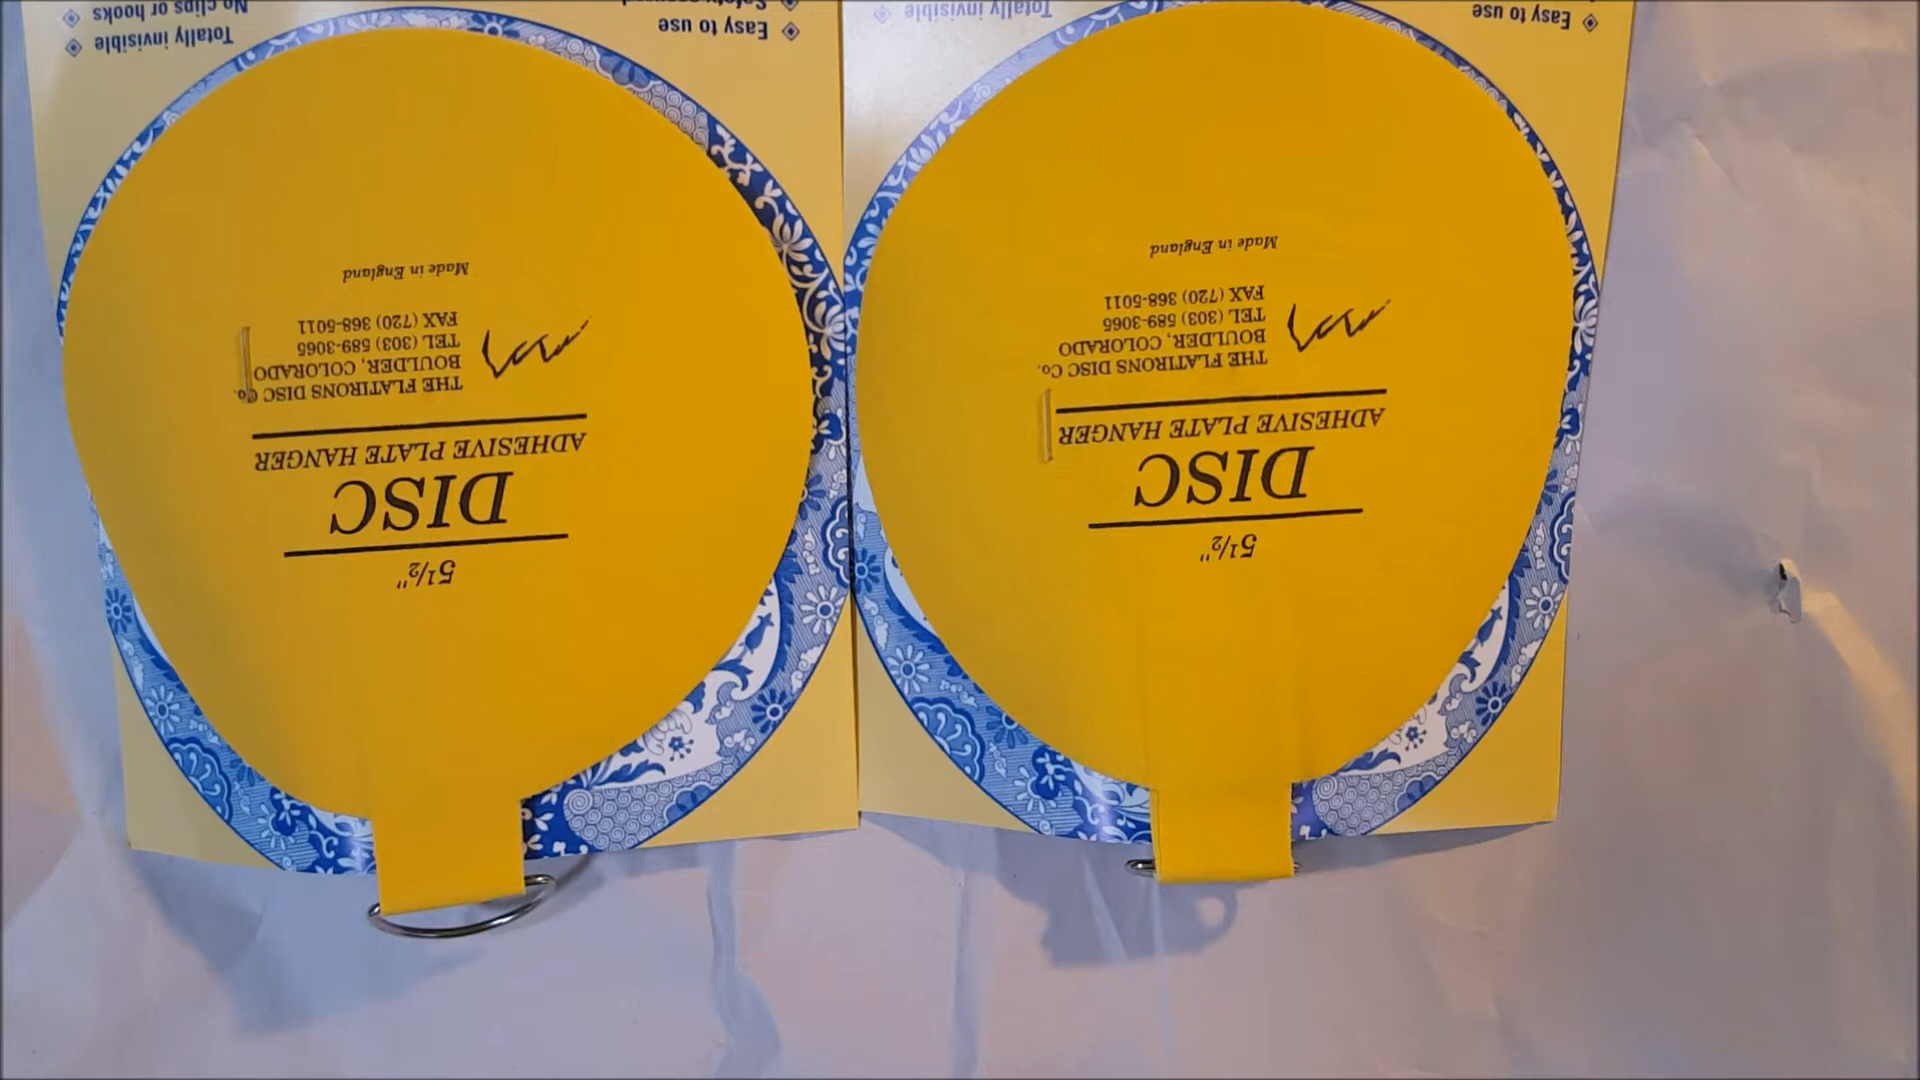 5½"
DISC
ADHESIVE PLATE HANGER
THE FLATIRONS DISC Co.
BOULDER, COLORADO
TEL (303) 589-3065
FAX (720) 368-5011
Made in England
Easy to use
Totally invisible
No clips or hooks
5½"
DISC
ADHESIVE PLATE HANGER
THE FLATIRONS DISC Co.
BOULDER, COLORADO
TEL (303) 589-3065
FAX (720) 368-5011
Made in England
Easy to use
Totally invisible